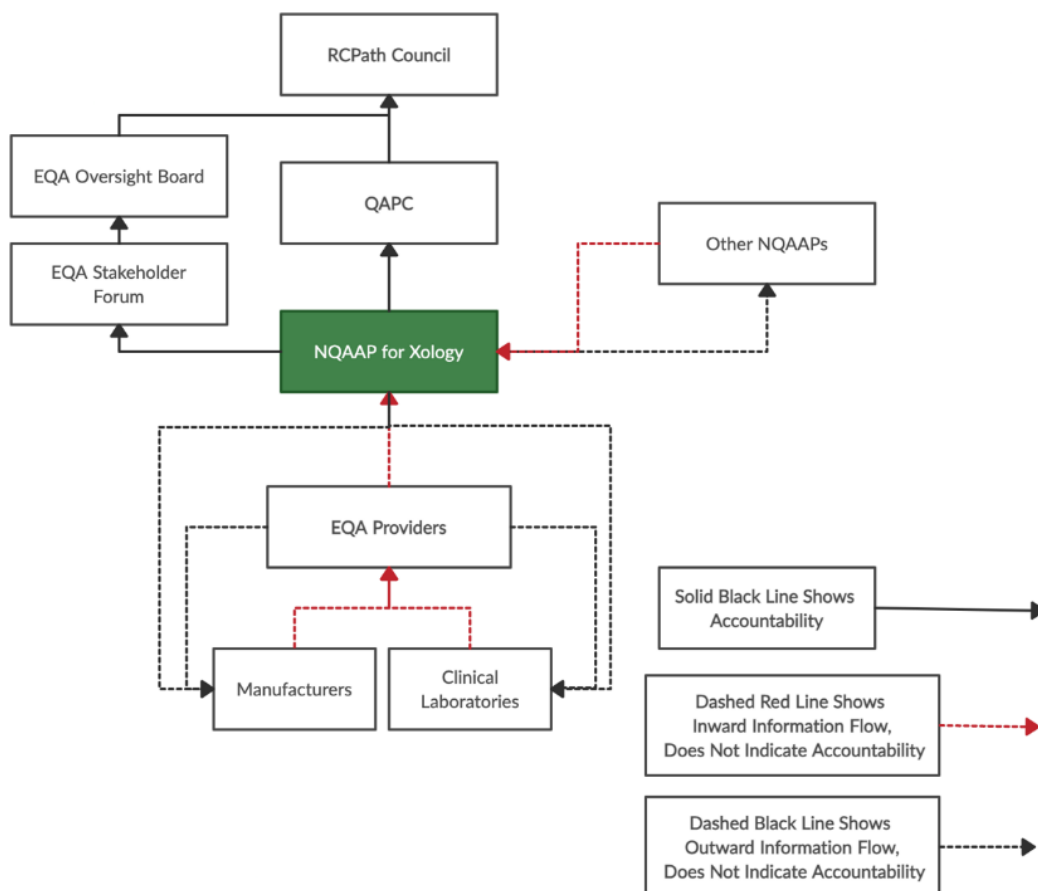 RCPath Council
EQA Oversight Board
QAPC
Other NQAAPs
EQA Stakeholder
Forum
NQAAP for Xology
EQA Providers
Manufacturers
Clinical
Laboratories
Solid Black Line Shows
Accountability
Dashed Red Line Shows
Inward Information Flow,
Does Not Indicate Accountability
Dashed Black Line Shows
Outward Information Flow,
Does Not Indicate Accountability